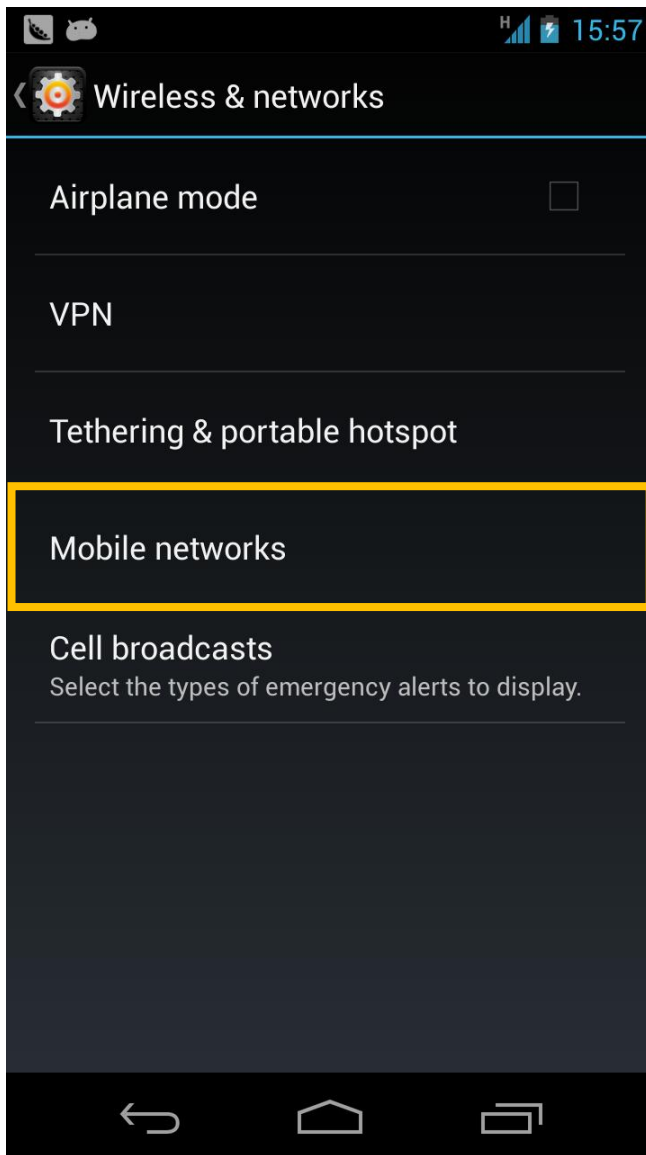 H 15:57
Wireless & networks
Airplane mode
VPN
Tethering & portable hotspot
Mobile networks
Cell broadcasts
Select the types of emergency alerts to display.